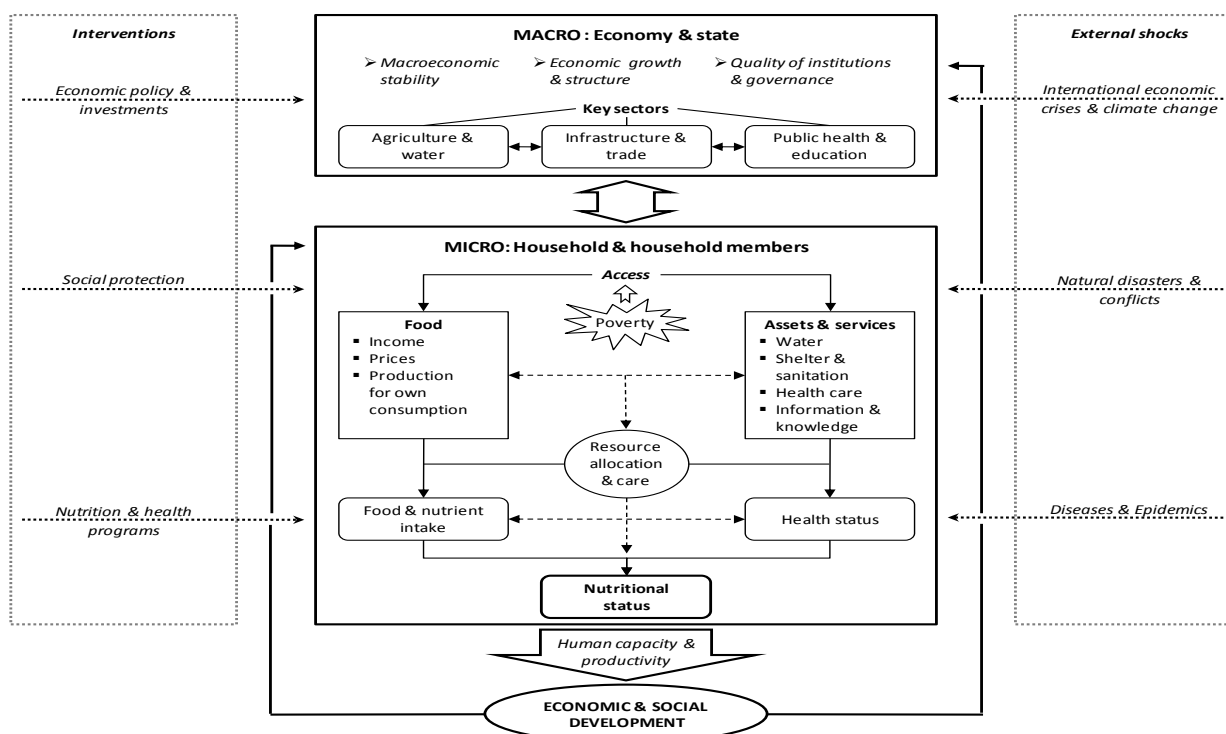 Interventions
Economic policy &
investments
Social protection
Nutrition & health
programs
MACRO : Economy & state
➢ Macroeconomic
stability
➢ Economic growth
& structure
➢ Quality of institutions
& governance
Key sectors
Agriculture &
water
Infrastructure &
trade
Public health &
education
MICRO: Household & household members
Access
Poverty
Food
▪ Income
▪ Prices
▪ Production
for own
consumption
Assets & services
▪ Water
▪ Shelter &
sanitation
▪ Health care
▪ Information &
knowledge
Resource
allocation
& care
Food & nutrient
intake
Health status
Nutritional
status
Human capacity &
productivity
ECONOMIC & SOCIAL
DEVELOPMENT
External shocks
International economic
crises & climate change
Natural disasters &
conflicts
Diseases & Epidemics